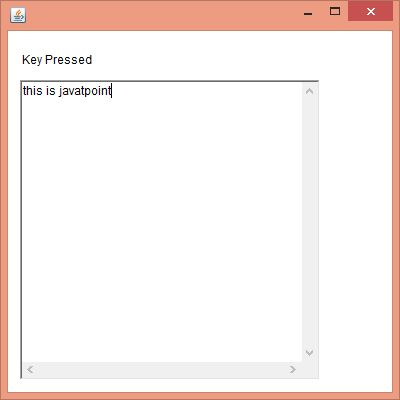 Key Pressed
this is javatpoint